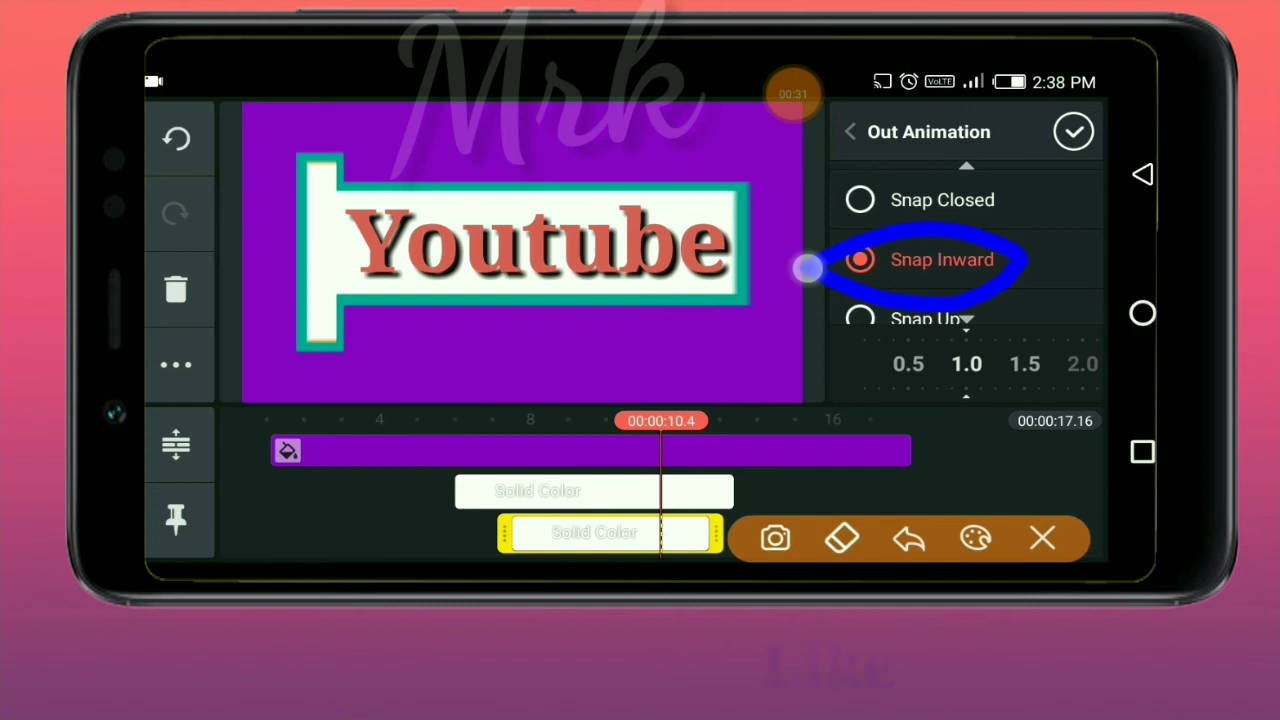 Mrk
00:31
VoLTE
2:38 PM
Out Animation
Snap Closed
Snap Inward
Snap Up
Youtube
0.5 1.0 1.5 2.0
4 8 16
00:00:10.4
00:00:17.16
Solid Color
Solid Color
Like